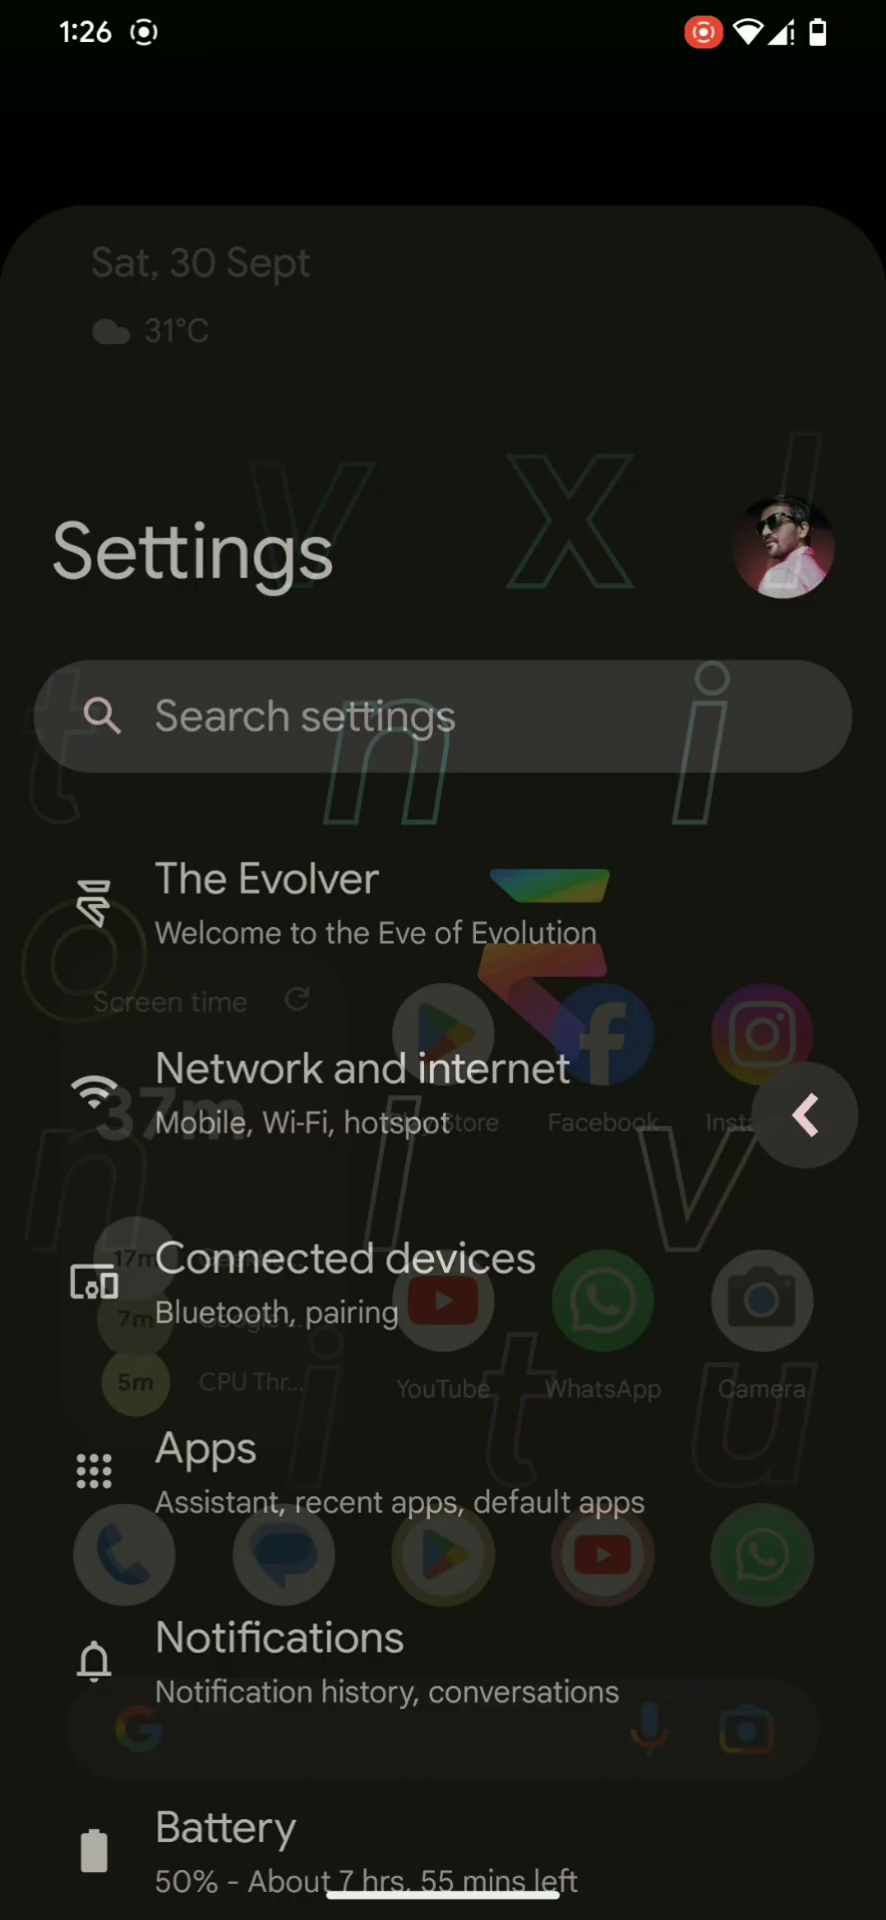 1:26
Sat, 30 Sept
31°C
y x l
Settings
Search settings
t n i
The Evolver
Welcome to the Eve of Evolution
o
Screen time
Network and internet
37m
Mobile, Wi-Fi, hotspot
Store
Facebook
n i v
17m
Connected devices
7m
Google ...
Bluetooth, pairing
5m
CPU Thr...
YouTube
WhatsApp
Camera
i t u
Apps
Assistant, recent apps, default apps
Notifications
Notification history, conversations
Battery
50% - About 7 hrs, 55 mins left